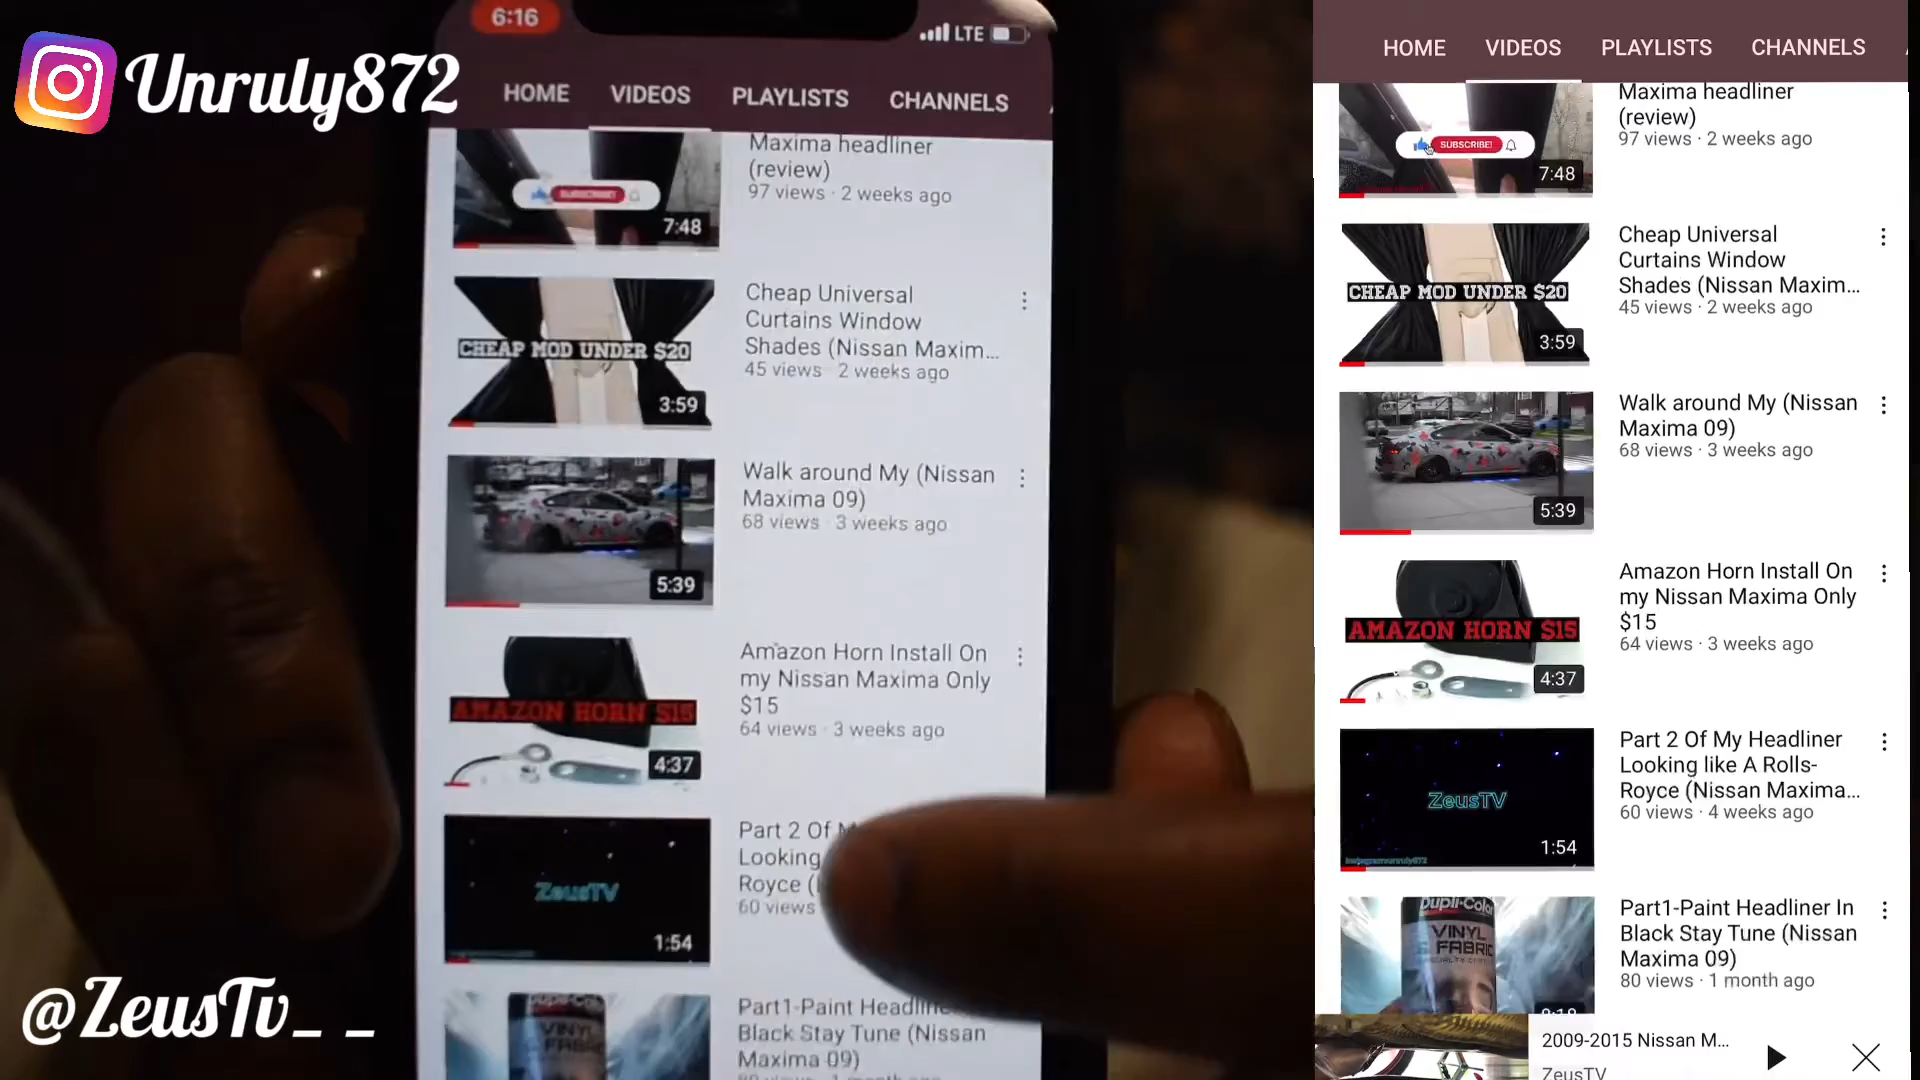 Unruly872
@ZeusTv_ _
6:16
LTE
HOME VIDEOS PLAYLISTS CHANNELS
Maxima headliner
(review)
97 views · 2 weeks ago
SUBSCRIBE!
7:48
Cheap Universal
Curtains Window
Shades (Nissan Maxim...
45 views · 2 weeks ago
CHEAP MOD UNDER $20
3:59
Walk around My (Nissan
Maxima 09)
68 views · 3 weeks ago
5:39
Amazon Horn Install On
my Nissan Maxima Only
$15
64 views · 3 weeks ago
AMAZON HORN $15
4:37
Part 2 Of
Looking
Royce (
60 views
ZeusTV
1:54
Part1-Paint Headlin
Black Stay Tune (Nissan
Maxima 09)
Dupli-Color
VINYL
FABRIC
HOME VIDEOS PLAYLISTS CHANNELS
Maxima headliner
(review)
97 views · 2 weeks ago
SUBSCRIBE!
7:48
Cheap Universal
Curtains Window
Shades (Nissan Maxim...
45 views · 2 weeks ago
CHEAP MOD UNDER $20
3:59
Walk around My (Nissan
Maxima 09)
68 views · 3 weeks ago
5:39
Amazon Horn Install On
my Nissan Maxima Only
$15
64 views · 3 weeks ago
AMAZON HORN $15
4:37
Part 2 Of My Headliner
Looking like A Rolls-
Royce (Nissan Maxima...
60 views · 4 weeks ago
ZeusTV
1:54
Part1-Paint Headliner In
Black Stay Tune (Nissan
Maxima 09)
80 views · 1 month ago
Dupli-Color
VINYL
& FABRIC
2009-2015 Nissan M...
ZeusTV